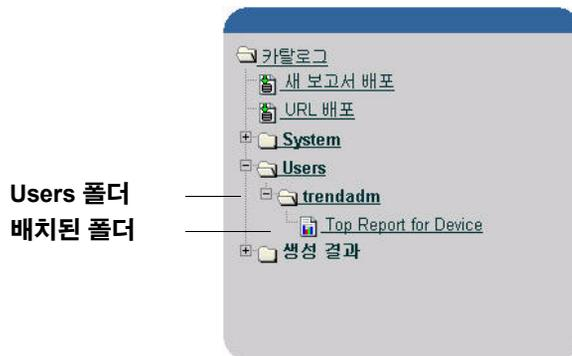 카탈로그
새 보고서 배포
URL 배포
System
Users
Users 폴더
trendadm
배치된 폴더
Top Report for Device
생성 결과